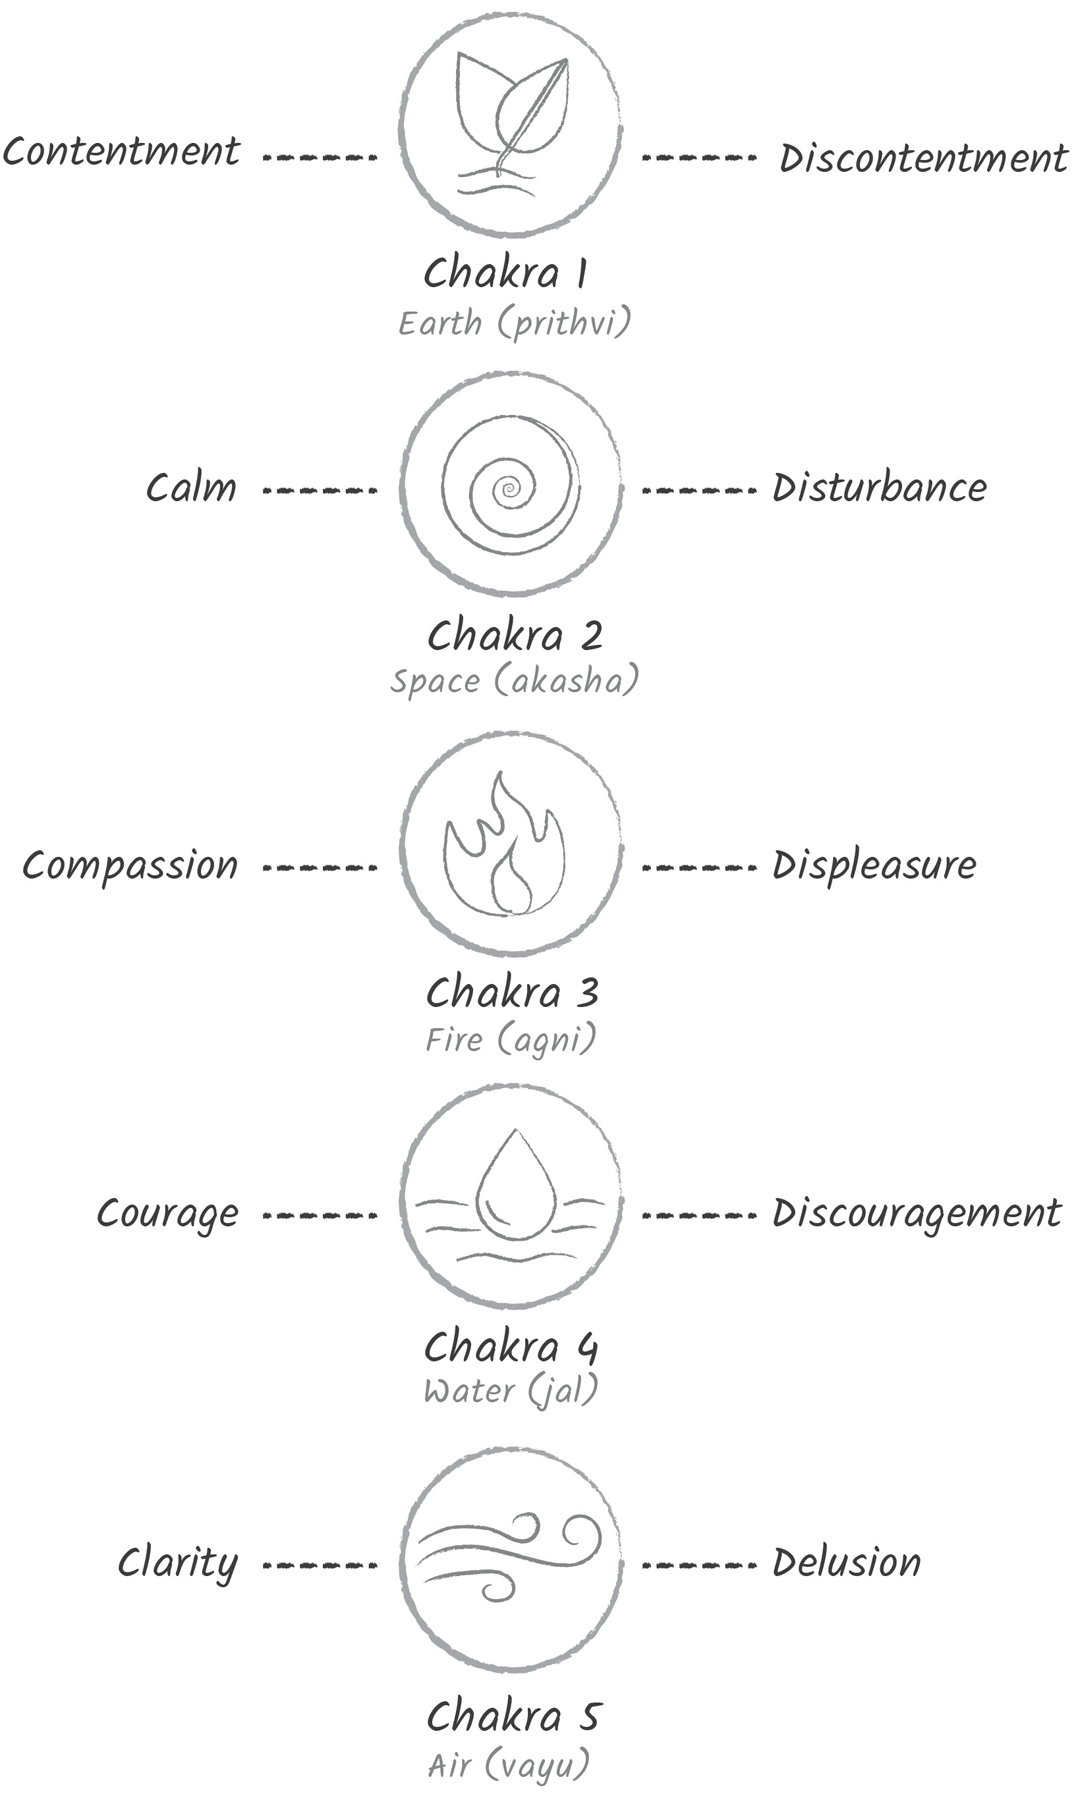 Contentment
Discontentment
Chakra 1
Earth (prithvi)
Calm
Disturbance
Chakra 2
Space (akasha)
Compassion
Displeasure
Chakra 3
Fire (agni)
Courage
Discouragement
Chakra 4
Water (jal)
Clarity
Delusion
Chakra 5
Air (vayu)